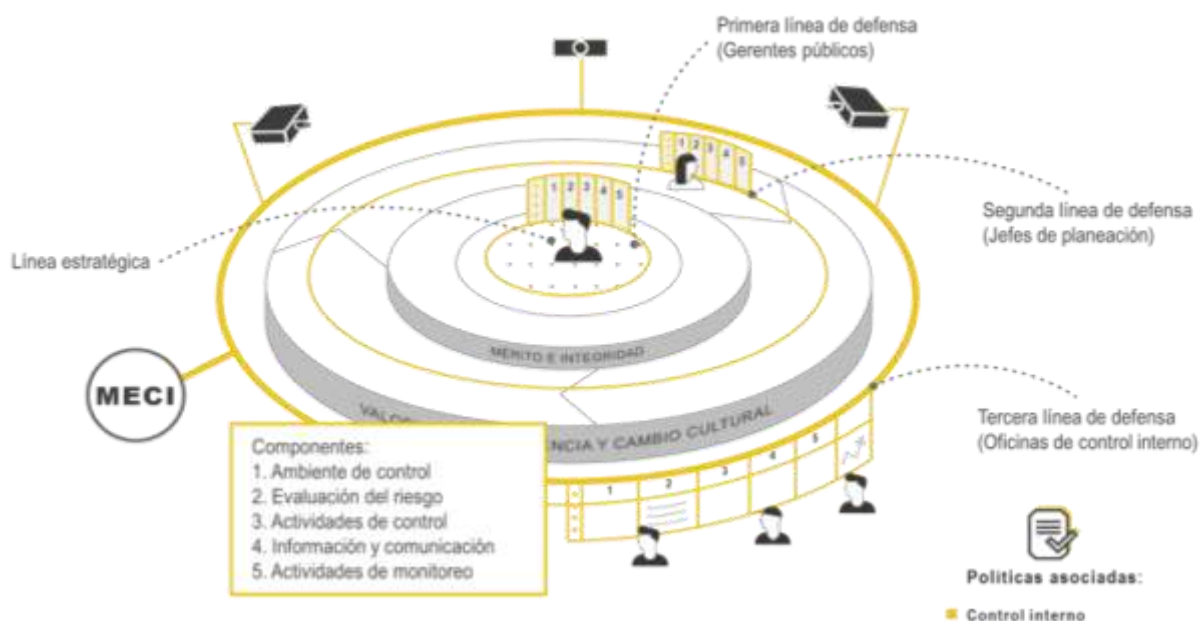 Primera línea de defensa
(Gerentes públicos)
1 2 3 4 5
1 2 3 4 5
Segunda línea de defensa
(Jefes de planeación)
Línea estratégica
MÉRITO E INTEGRIDAD
MECI
VALO
ENCIA Y CAMBIO CULTURAL
Tercera línea de defensa
(Oficinas de control interno)
Componentes:
1. Ambiente de control
2. Evaluación del riesgo
3. Actividades de control
4. Información y comunicación
5. Actividades de monitoreo
1 2 3 4 5
Políticas asociadas:
Control interno